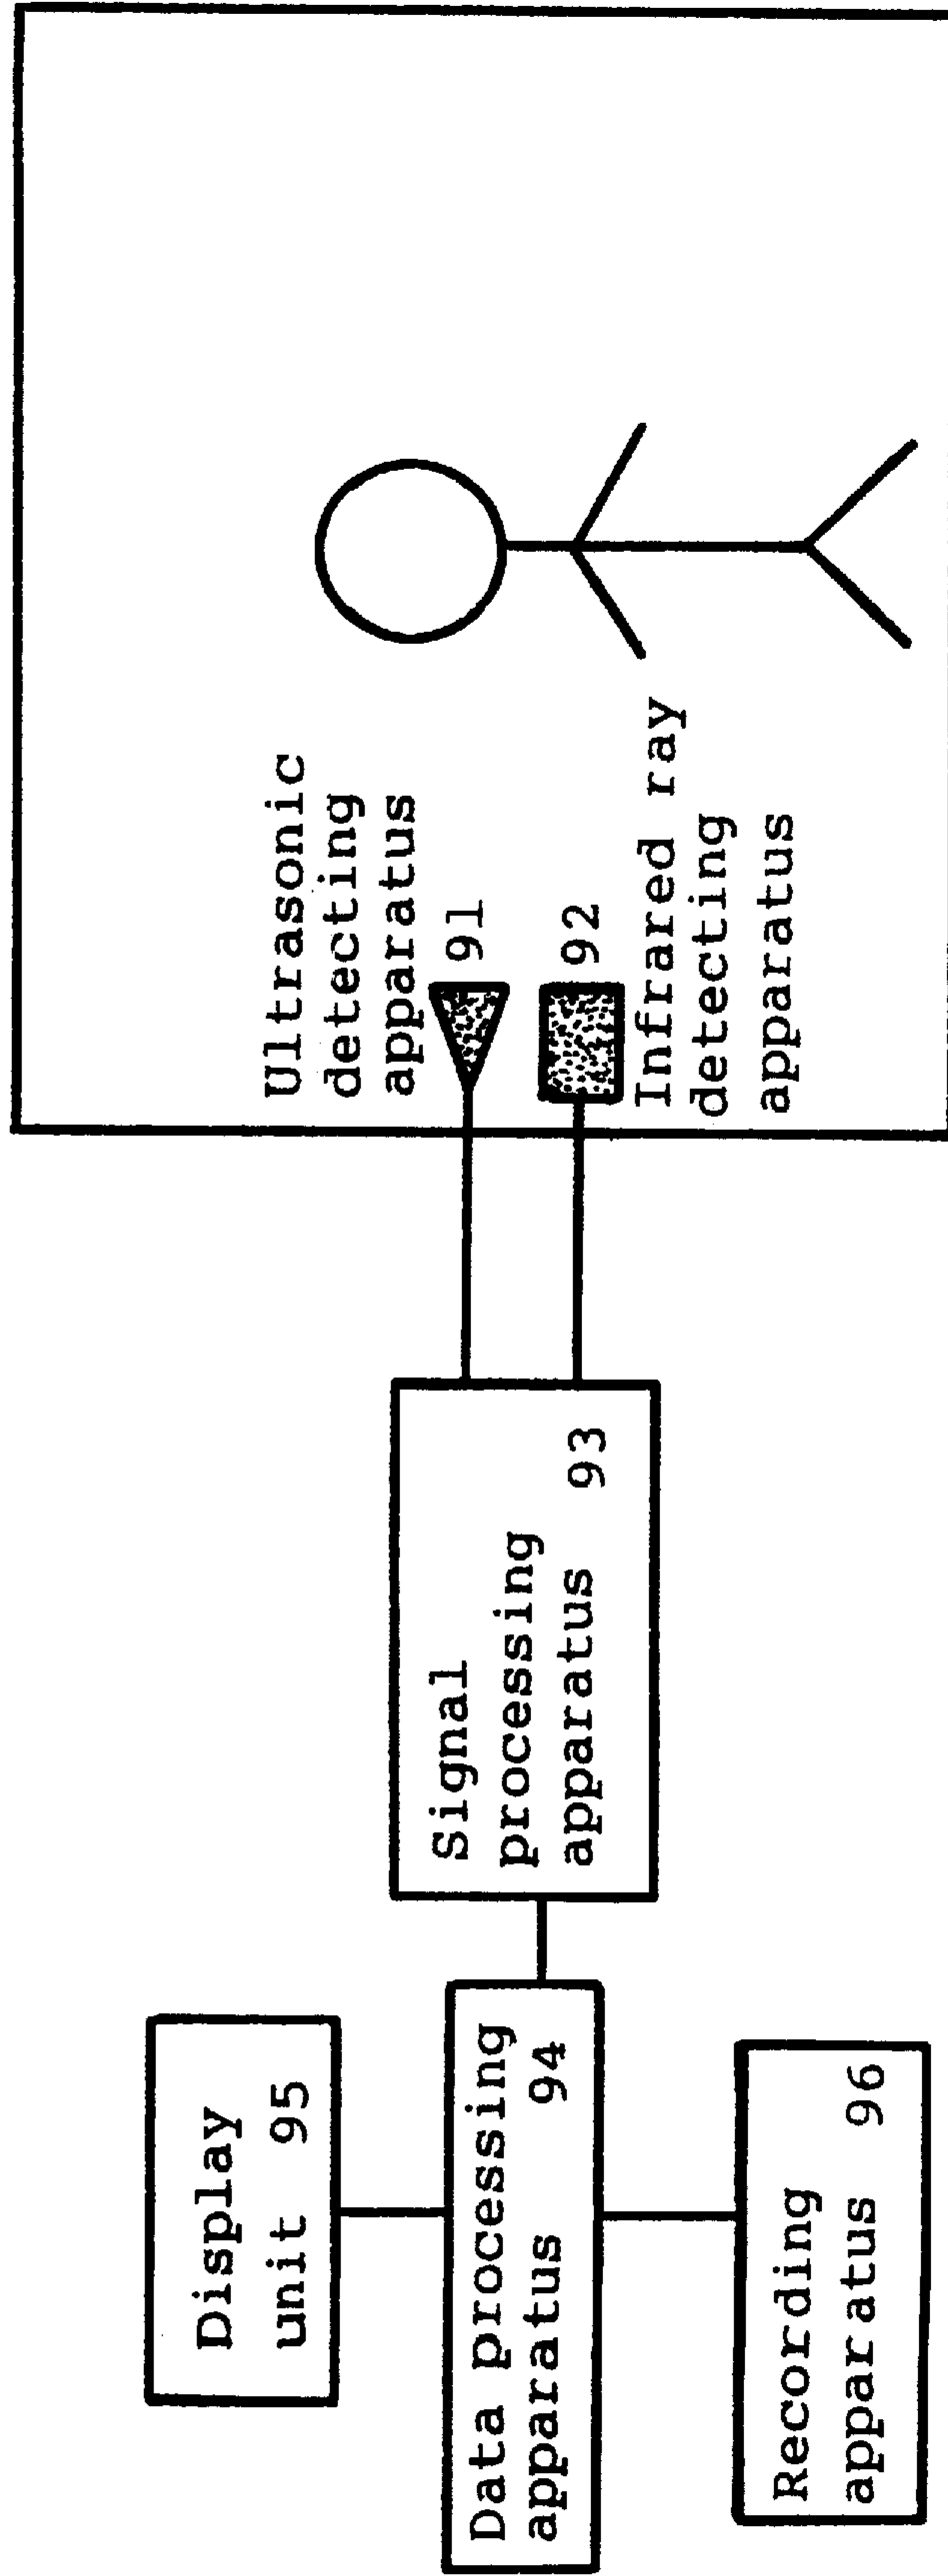 Display
unit 95
Data processing
apparatus 94
Recording
apparatus 96
Signal
processing
apparatus 93
Ultrasonic
detecting
apparatus
91
92
Infrared ray
detecting
apparatus